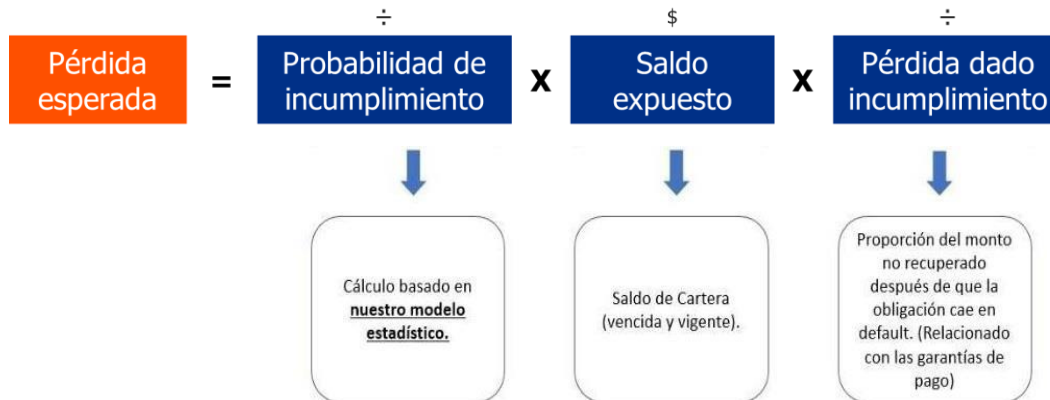 ÷
$
÷
Pérdida
esperada
=
Probabilidad de
incumplimiento
X
Saldo
expuesto
X
Pérdida dado
incumplimiento
Cálculo basado en
nuestro modelo
estadístico.
Saldo de Cartera
(vencida y vigente).
Proporción del monto
no recuperado
después de que la
obligación cae en
default. (Relacionado
con las garantías de
pago)